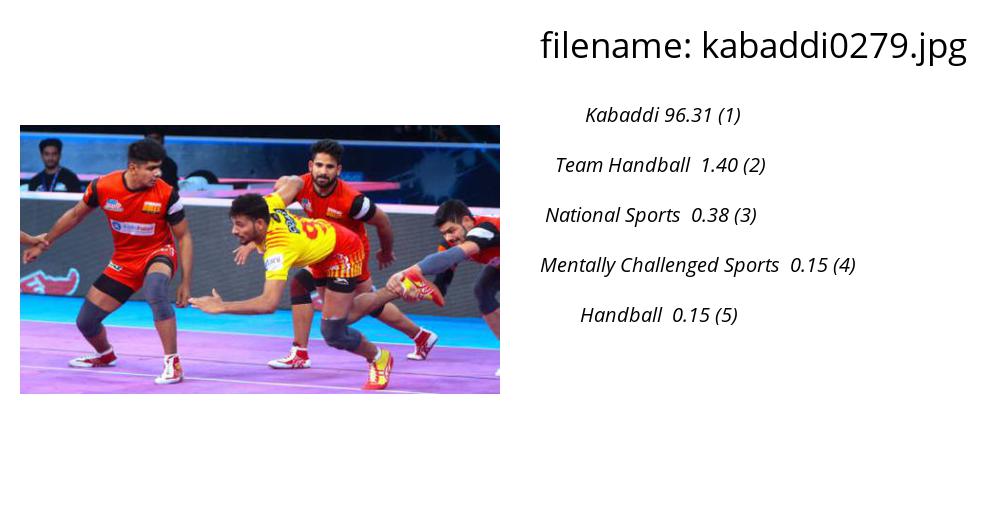 filename: kabaddi0279.jpg
Kabaddi 96.31 (1)
Team Handball 1.40 (2)
National Sports 0.38 (3)
Mentally Challenged Sports 0.15 (4)
Handball 0.15 (5)